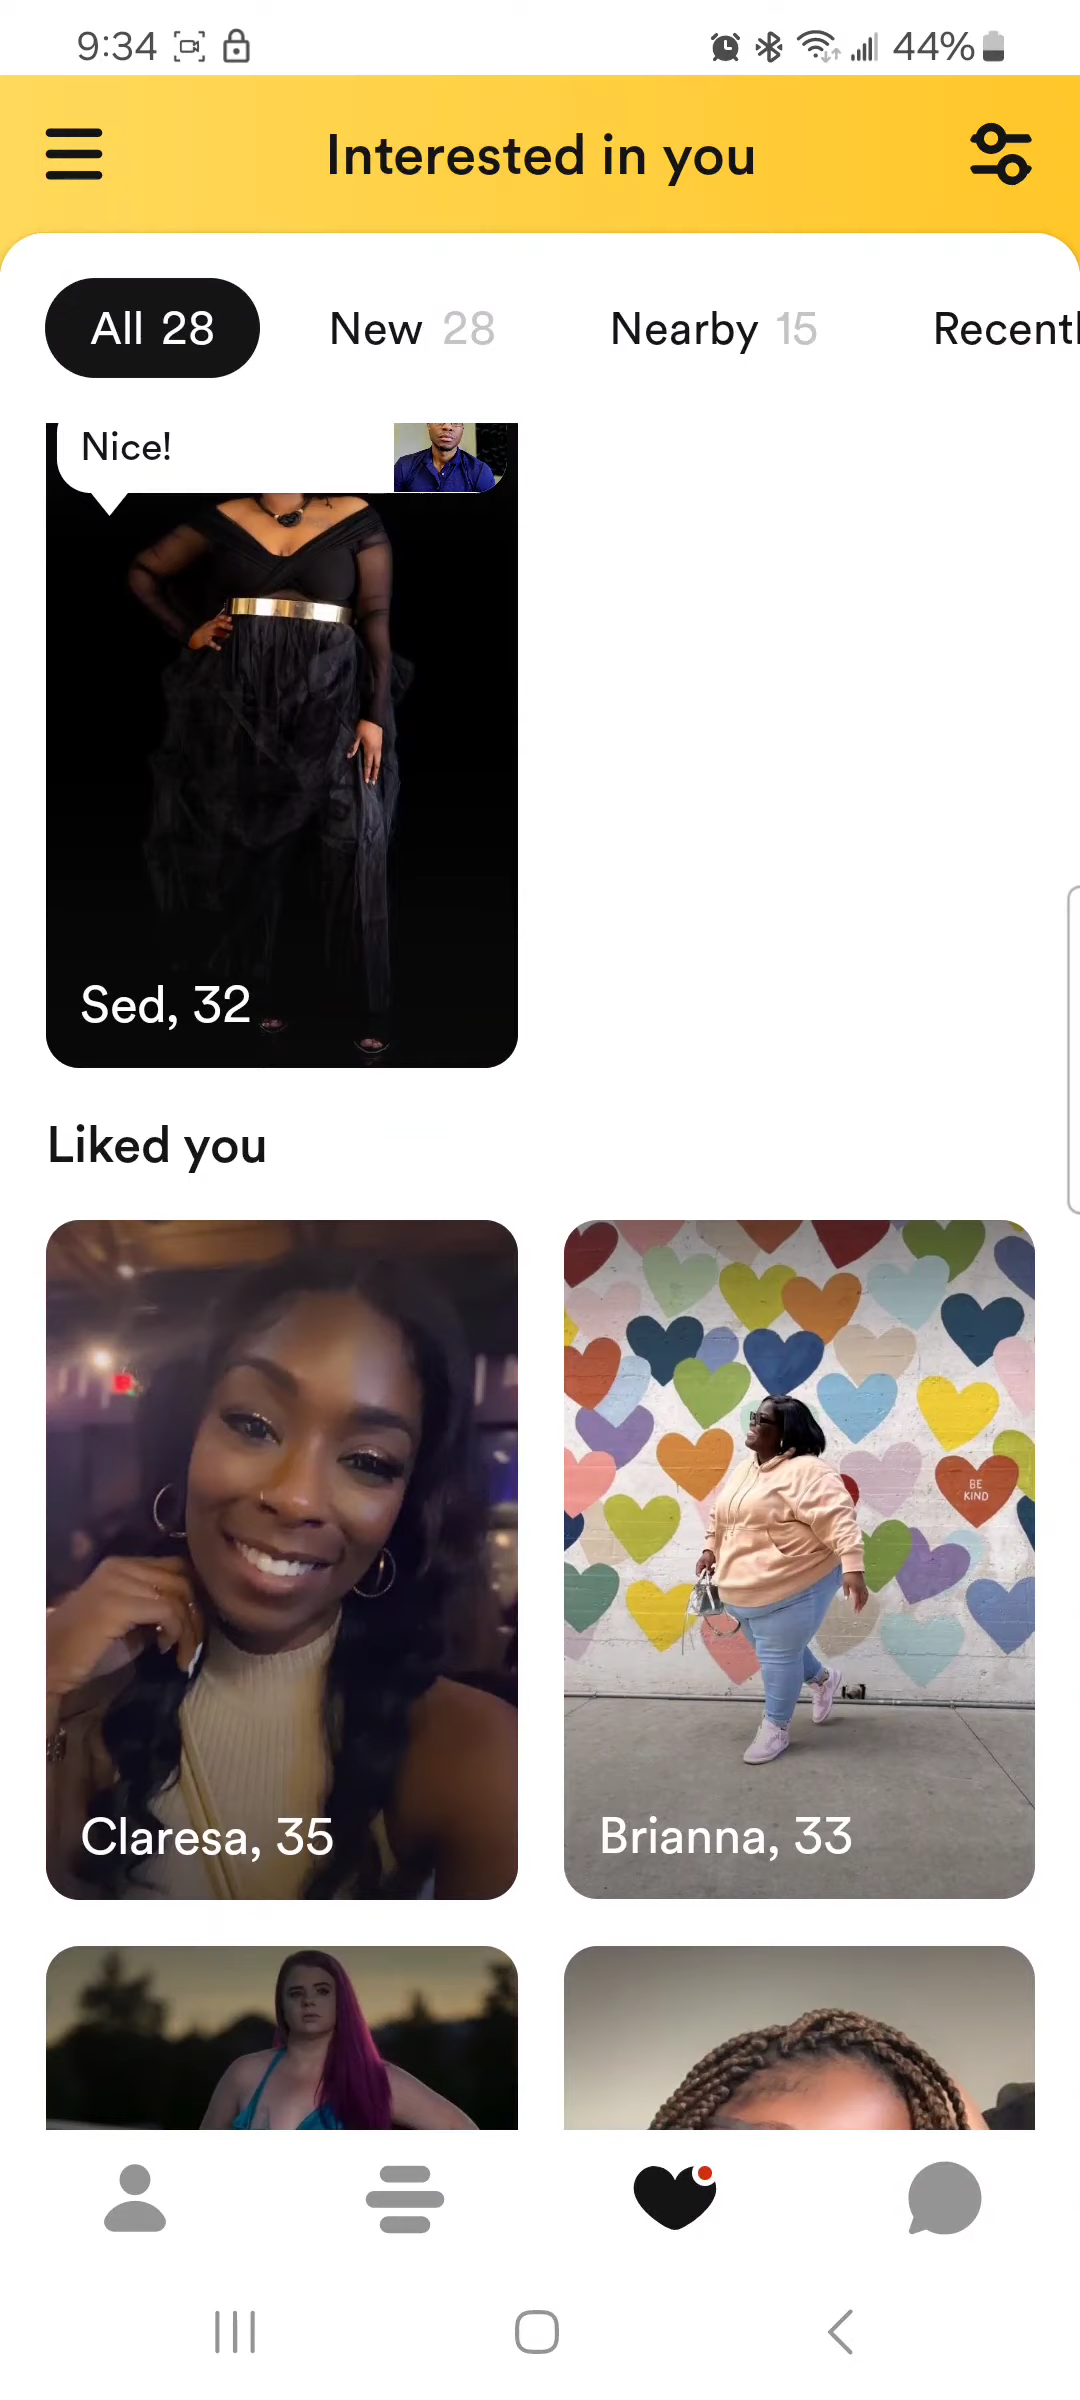 9:34 44%
Interested in you
All 28 New 28 Nearby 15 Recentl
Nice!
Sed, 32
Liked you
BE
KIND
Claresa, 35 Brianna, 33